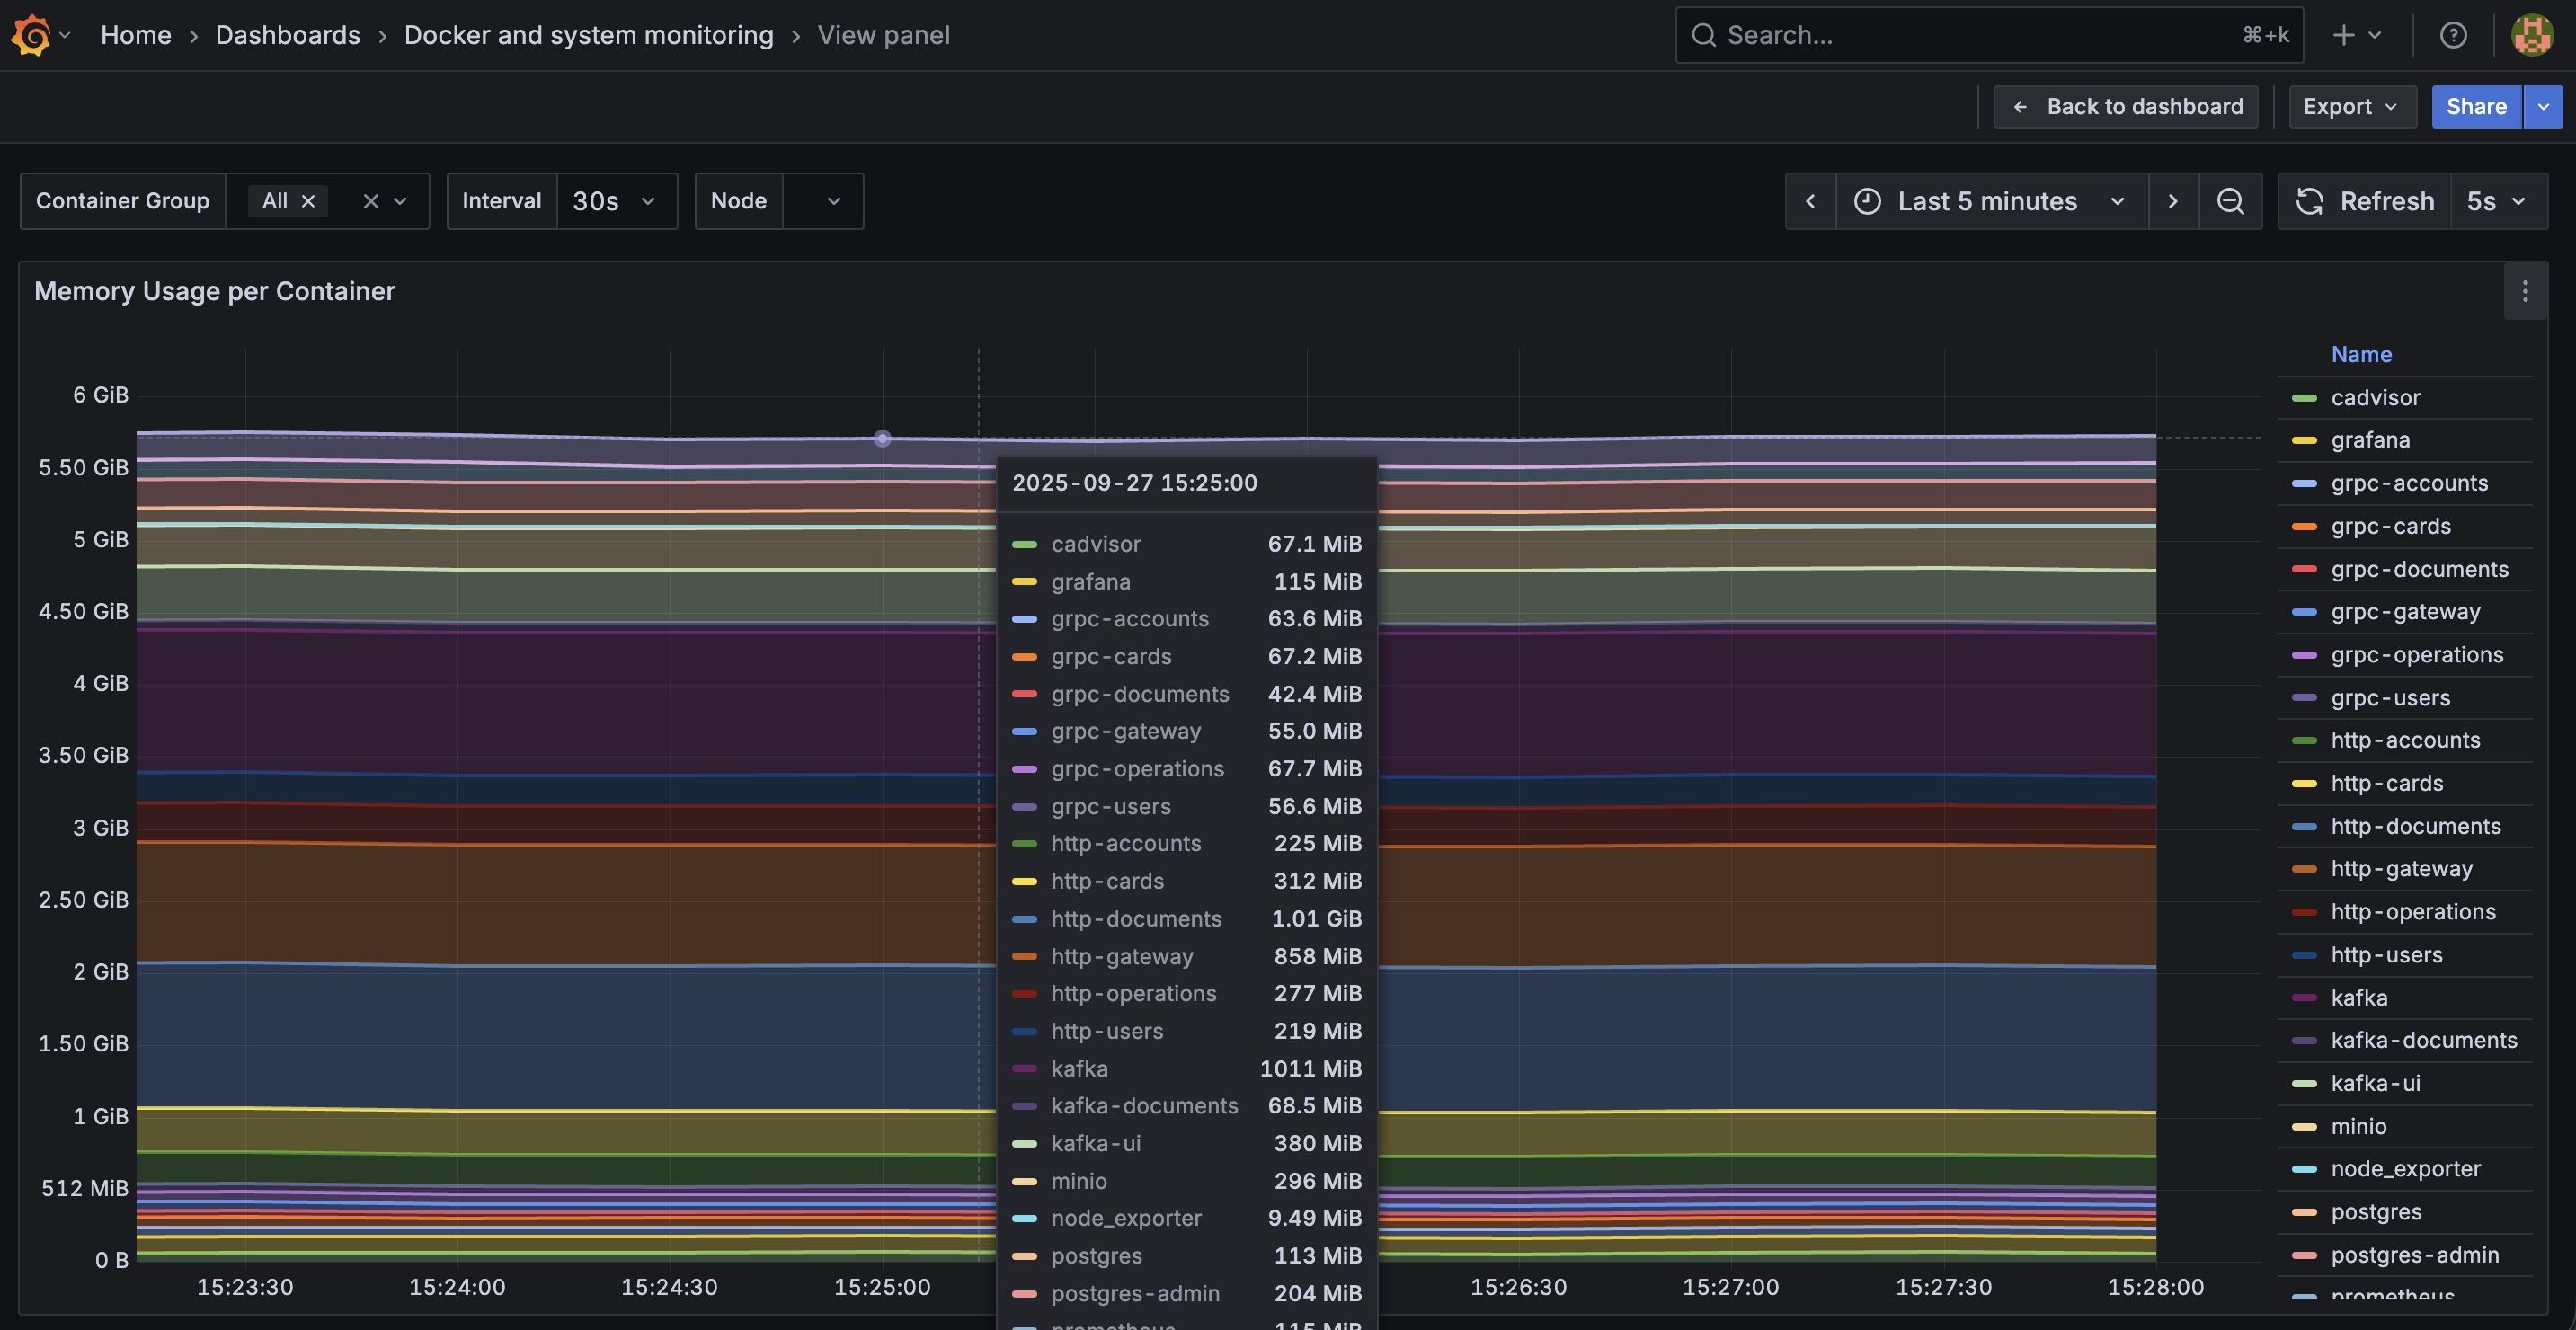 Home › Dashboards › Docker and system monitoring › View panel
Search... ⌘+k
Back to dashboard
Export
Share
Container Group All
Interval 30s
Node
Last 5 minutes
Refresh 5s
Memory Usage per Container
6 GiB
5.50 GiB
5 GiB
4.50 GiB
4 GiB
3.50 GiB
3 GiB
2.50 GiB
2 GiB
1.50 GiB
1 GiB
512 MiB
0 B
15:23:30 15:24:00 15:24:30 15:25:00 15:26:30 15:27:00 15:27:30 15:28:00
2025-09-27 15:25:00
cadvisor 67.1 MiB
grafana 115 MiB
grpc-accounts 63.6 MiB
grpc-cards 67.2 MiB
grpc-documents 42.4 MiB
grpc-gateway 55.0 MiB
grpc-operations 67.7 MiB
grpc-users 56.6 MiB
http-accounts 225 MiB
http-cards 312 MiB
http-documents 1.01 GiB
http-gateway 858 MiB
http-operations 277 MiB
http-users 219 MiB
kafka 1011 MiB
kafka-documents 68.5 MiB
kafka-ui 380 MiB
minio 296 MiB
node_exporter 9.49 MiB
postgres 113 MiB
postgres-admin 204 MiB
prometheus 115 MiB
Name
cadvisor
grafana
grpc-accounts
grpc-cards
grpc-documents
grpc-gateway
grpc-operations
grpc-users
http-accounts
http-cards
http-documents
http-gateway
http-operations
http-users
kafka
kafka-documents
kafka-ui
minio
node_exporter
postgres
postgres-admin
prometheus